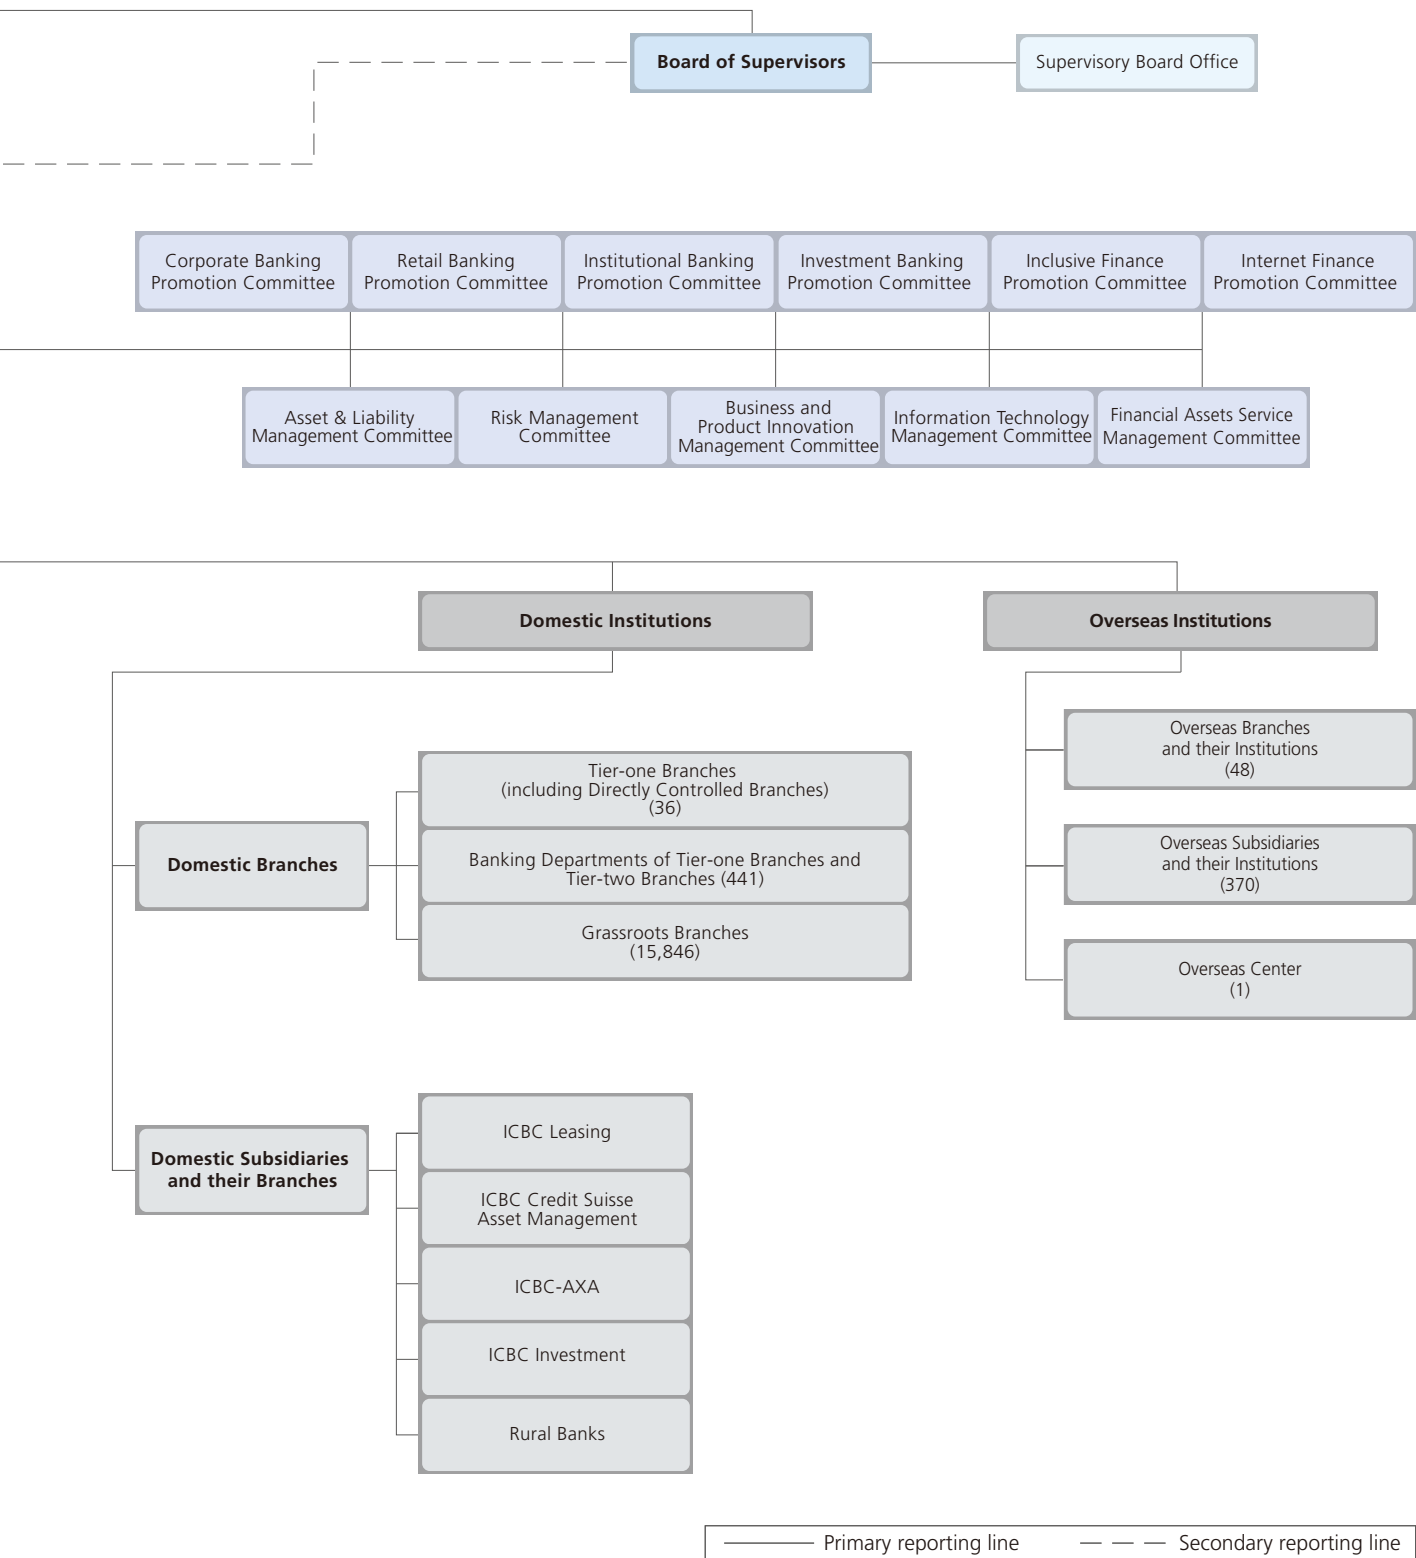 Board of Supervisors
Supervisory Board Office
Corporate Banking
Promotion Committee
Retail Banking
Promotion Committee
Institutional Banking
Promotion Committee
Investment Banking
Promotion Committee
Inclusive Finance
Promotion Committee
Internet Finance
Promotion Committee
Asset & Liability
Management Committee
Risk Management
Committee
Business and
Product Innovation
Management Committee
Information Technology
Management Committee
Financial Assets Service
Management Committee
Domestic Institutions
Overseas Institutions
Domestic Branches
Tier-one Branches
(including Directly Controlled Branches)
(36)
Banking Departments of Tier-one Branches and
Tier-two Branches (441)
Grassroots Branches
(15,846)
Overseas Branches
and their Institutions
(48)
Overseas Subsidiaries
and their Institutions
(370)
Overseas Center
(1)
Domestic Subsidiaries
and their Branches
ICBC Leasing
ICBC Credit Suisse
Asset Management
ICBC-AXA
ICBC Investment
Rural Banks
Primary reporting line
Secondary reporting line